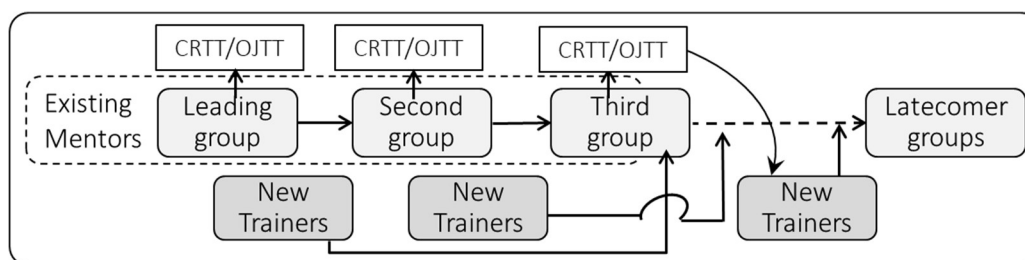 CRTT/OJTT
CRTT/OJTT
CRTT/OJTT
Existing
Mentors
Leading
group
Second
group
Third
group
Latecomer
groups
New
Trainers
New
Trainers
New
Trainers